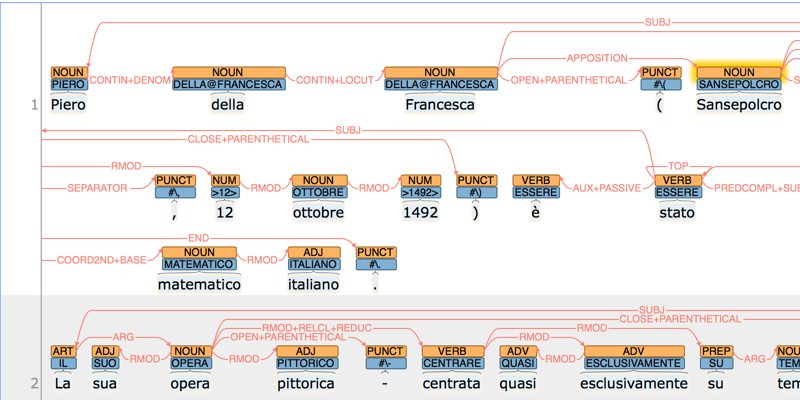 SUBJ
APPOSITION
NOUN NOUN NOUN PUNCT NOUN
PIERO CONTIN+DENOM DELLA@FRANCESCA CONTIN+LOCUT DELLA@FRANCESCA OPEN+PARENTHETICAL #\( SANSEPOLCRO
1 Piero della Francesca ( Sansepolcro
SUBJ
CLOSE+PARENTHETICAL
RMOD TOP
PUNCT NUM NOUN NUM PUNCT VERB VERB
SEPARATOR #\, >12> RMOD OTTOBRE RMOD >1492> #\) ESSERE AUX+PASSIVE ESSERE PREDCOMPL+SU
, 12 ottobre 1492 ) è stato
END
NOUN ADJ PUNCT
COORD2ND+BASE MATEMATICO RMOD ITALIANO #\.
matematico italiano .
SUBJ
CLOSE+PARENTHETICAL
RMOD+RELCL+REDUC RMOD
ARG OPEN+PARENTHETICAL RMOD
ART ADJ NOUN ADJ PUNCT VERB ADV ADV PREP NOU
IL SUO RMOD OPERA RMOD PITTORICO #\- CENTRARE QUASI RMOD ESCLUSIVAMENTE SU ARG TEM
2 La sua opera pittorica - centrata quasi esclusivamente su tem